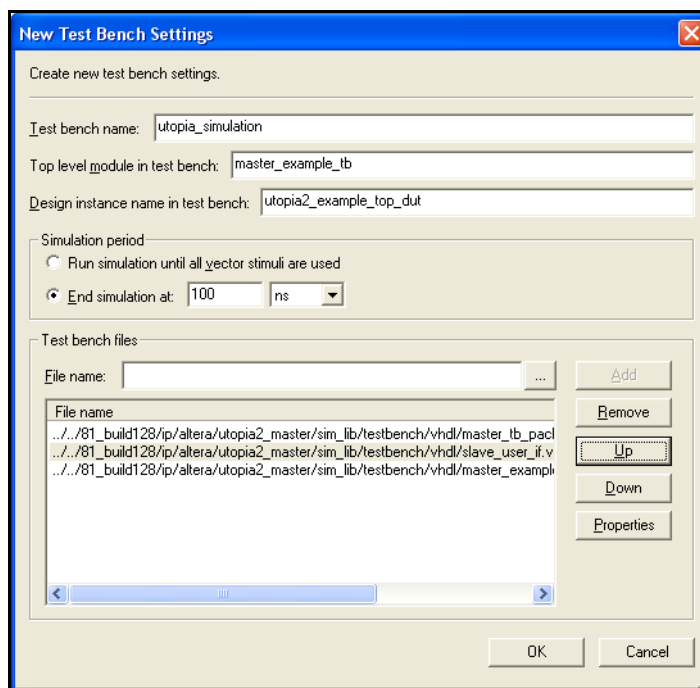 New Test Bench Settings
Create new test bench settings.
Test bench name: utopia_simulation
Top level module in test bench: master_example_tb
Design instance name in test bench: utopia2_example_top_dut
Simulation period
Run simulation until all vector stimuli are used
End simulation at: 100 ns
Test bench files
File name: ... Add
File name
Remove
../../81_build128/ip/altera/utopia2_master/sim_lib/testbench/vhdl/master_tb_pack
../../81_build128/ip/altera/utopia2_master/sim_lib/testbench/vhdl/slave_user_if.v
Up
../../81_build128/ip/altera/utopia2_master/sim_lib/testbench/vhdl/master_example
Down
Properties
OK Cancel